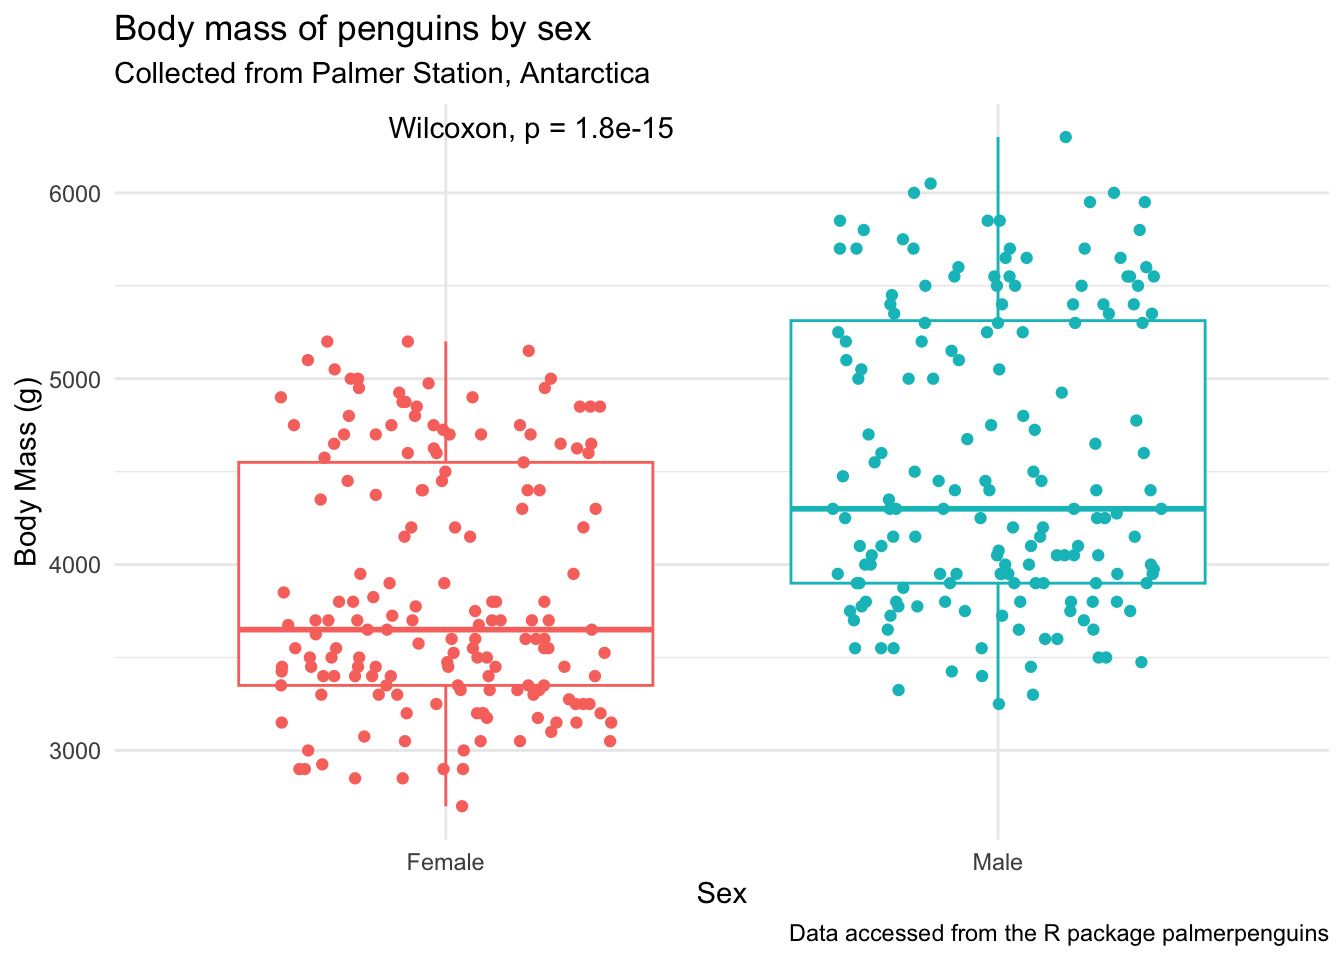 Body mass of penguins by sex
Collected from Palmer Station, Antarctica
Wilcoxon, p = 1.8e-15
6000
5000
4000
3000
Body Mass (g)
Female
Male
Sex
Data accessed from the R package palmerpenguins